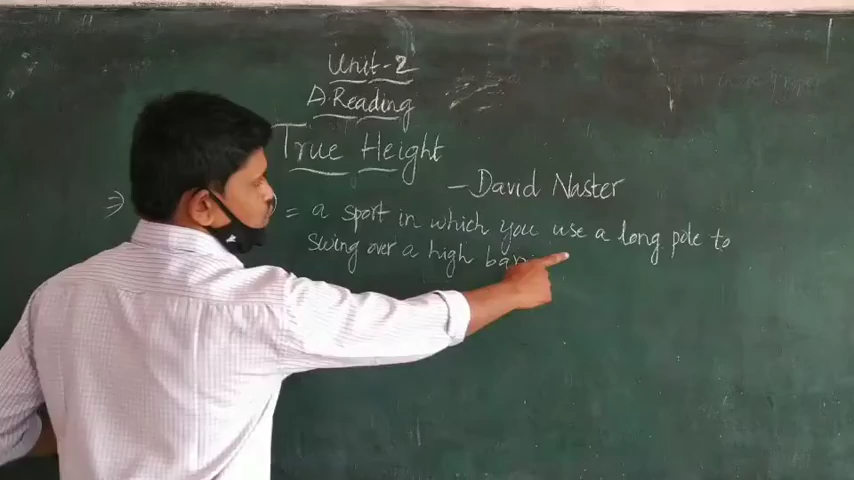 Unit-2
A) Reading
True Height
- David Naster
⇒ = a sport in which you use a long pole to
swing over a high bar